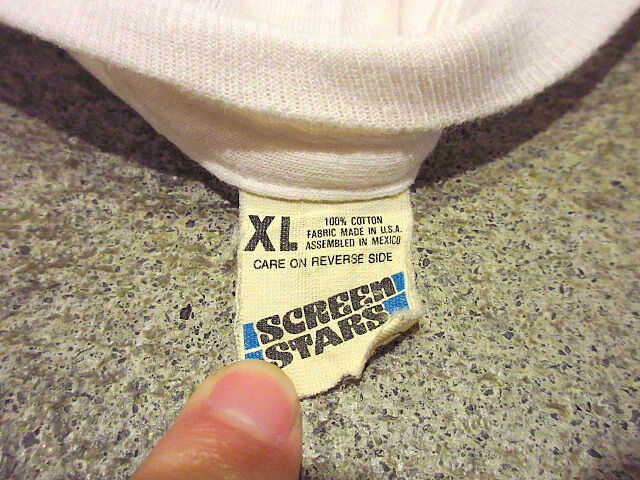 XL
100% COTTON
FABRIC MADE IN U.S.A.
ASSEMBLED IN MEXICO
CARE ON REVERSE SIDE
SCREEN
STARS